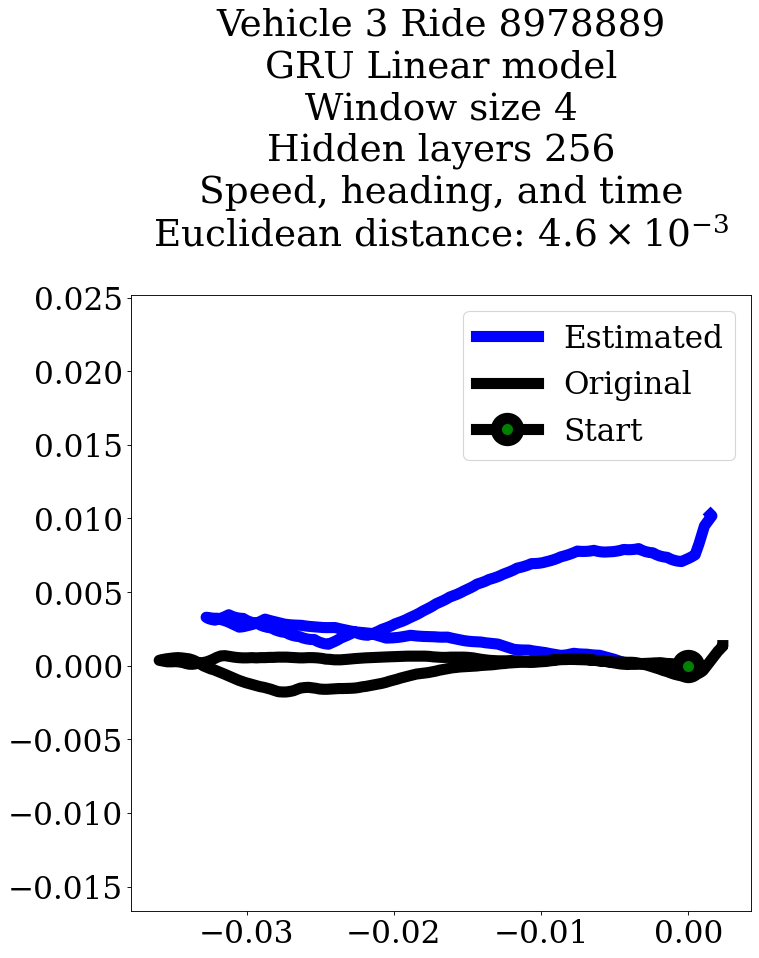 Vehicle 3 Ride 8978889
GRU Linear model
Window size 4
Hidden layers 256
Speed, heading, and time
Euclidean distance: 4.6 × 10⁻³
0.025
0.020
0.015
0.010
0.005
0.000
−0.005
−0.010
−0.015
Estimated
Original
Start
−0.03 −0.02 −0.01 0.00